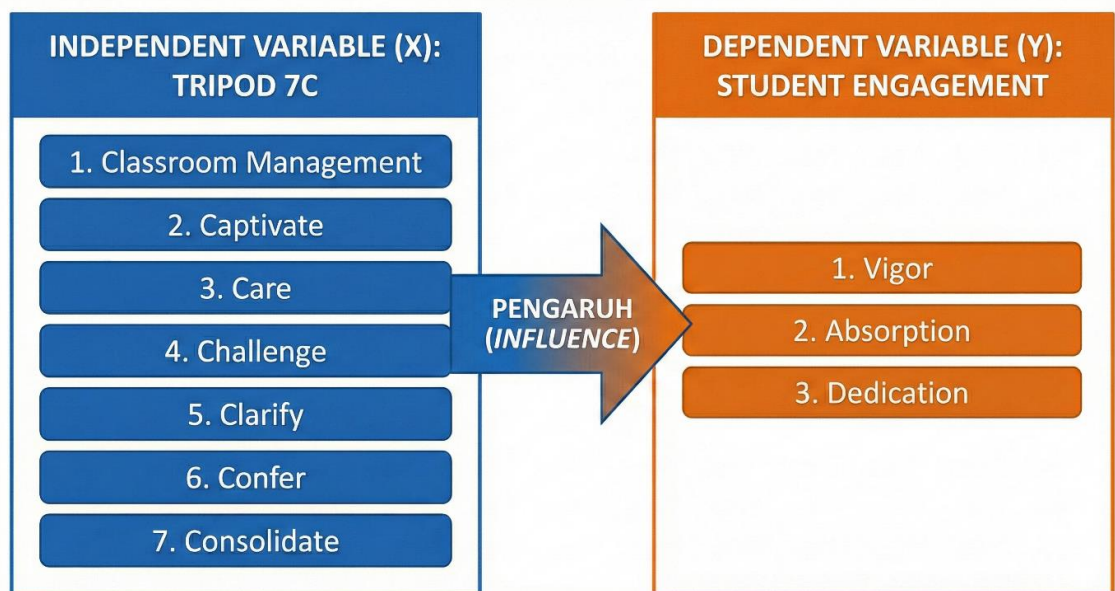 INDEPENDENT VARIABLE (X):
TRIPOD 7C
1. Classroom Management
2. Captivate
3. Care
4. Challenge
5. Clarify
6. Confer
7. Consolidate
PENGARUH
(INFLUENCE)
DEPENDENT VARIABLE (Y):
STUDENT ENGAGEMENT
1. Vigor
2. Absorption
3. Dedication